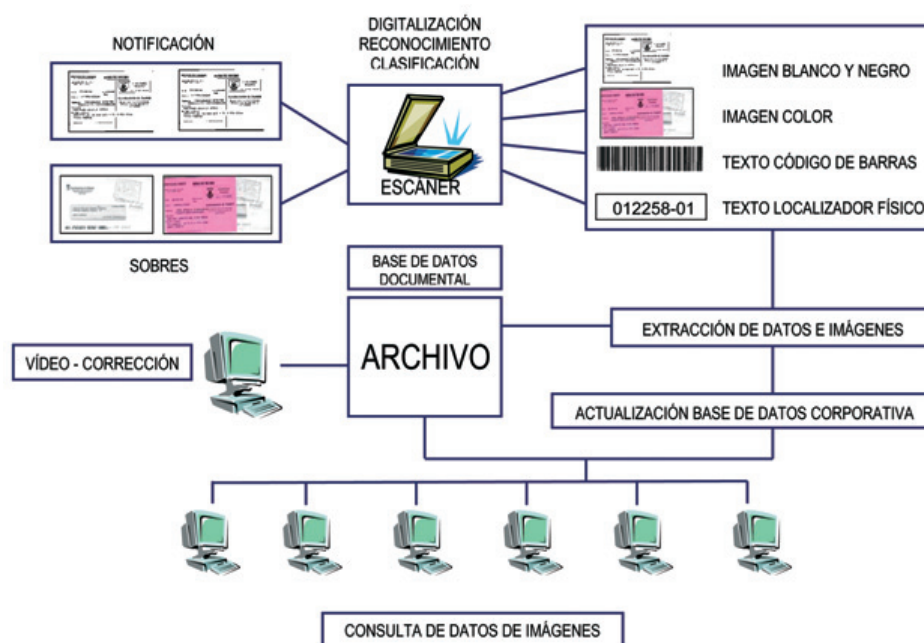 NOTIFICACIÓN
DIGITALIZACIÓN
RECONOCIMIENTO
CLASIFICACIÓN
ESCÁNER
SOBRES
IMAGEN BLANCO Y NEGRO
IMAGEN COLOR
TEXTO CÓDIGO DE BARRAS
012258-01
TEXTO LOCALIZADOR FÍSICO
BASE DE DATOS
DOCUMENTAL
ARCHIVO
EXTRACCIÓN DE DATOS E IMÁGENES
VÍDEO - CORRECCIÓN
ACTUALIZACIÓN BASE DE DATOS CORPORATIVA
CONSULTA DE DATOS DE IMÁGENES